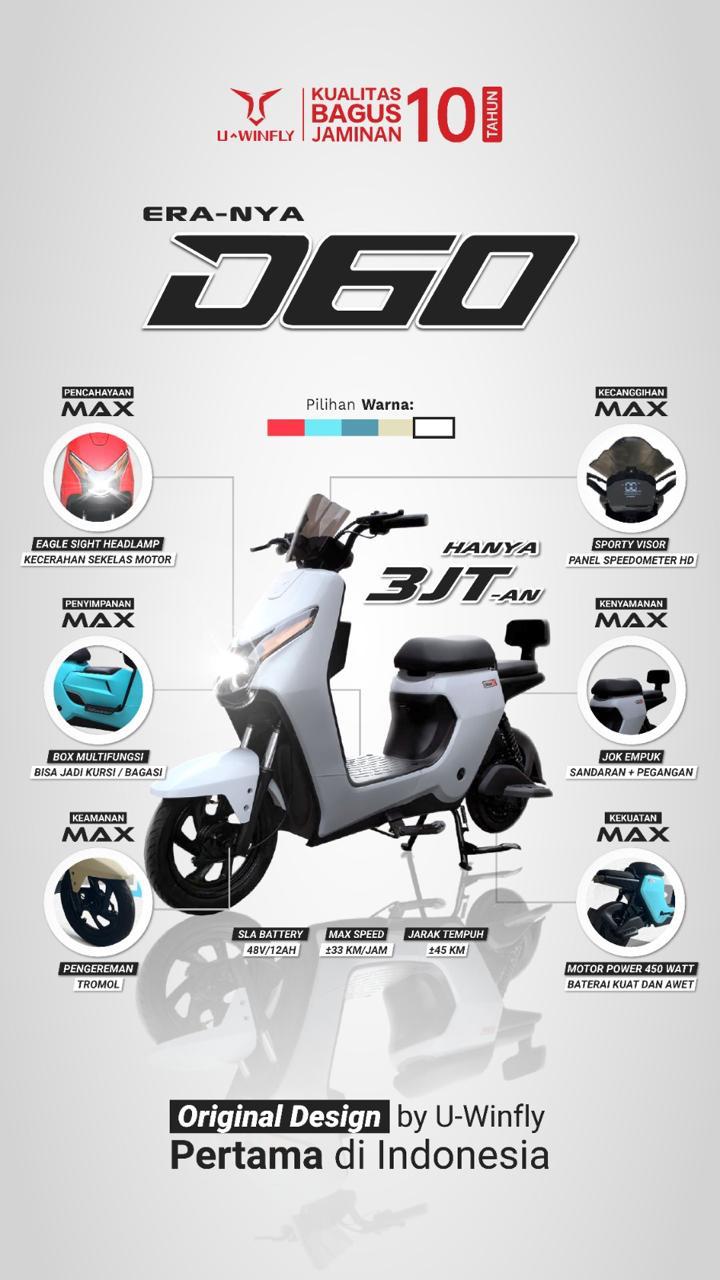 U-WINFLY
KUALITAS
BAGUS
JAMINAN
10
TAHUN
ERA-NYA
D60
PENCAHAYAAN
MAX
Pilihan Warna:
KECANGGIHAN
MAX
EAGLE SIGHT HEADLAMP
KECERAHAN SEKELAS MOTOR
SPORTY VISOR
PANEL SPEEDOMETER HD
HANYA
3JT-AN
PENYIMPANAN
MAX
KENYAMANAN
MAX
BOX MULTIFUNGSI
BISA JADI KURSI / BAGASI
JOK EMPUK
SANDARAN + PEGANGAN
KEAMANAN
MAX
KEKUATAN
MAX
SLA BATTERY
48V/12AH
MAX SPEED
±33 KM/JAM
JARAK TEMPUH
±45 KM
PENGEREMAN
TROMOL
MOTOR POWER 450 WATT
BATERAI KUAT DAN AWET
Original Design by U-Winfly
Pertama di Indonesia